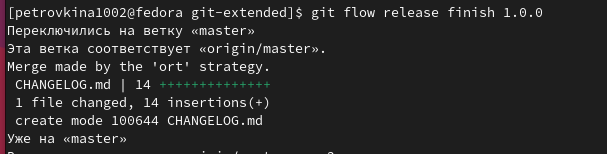 [petrovkina1002@fedora git-extended]$ git flow release finish 1.0.0
Переключились на ветку «master»
Эта ветка соответствует «origin/master».
Merge made by the 'ort' strategy.
 CHANGELOG.md | 14 ++++++++++++++
 1 file changed, 14 insertions(+)
 create mode 100644 CHANGELOG.md
Уже на «master»